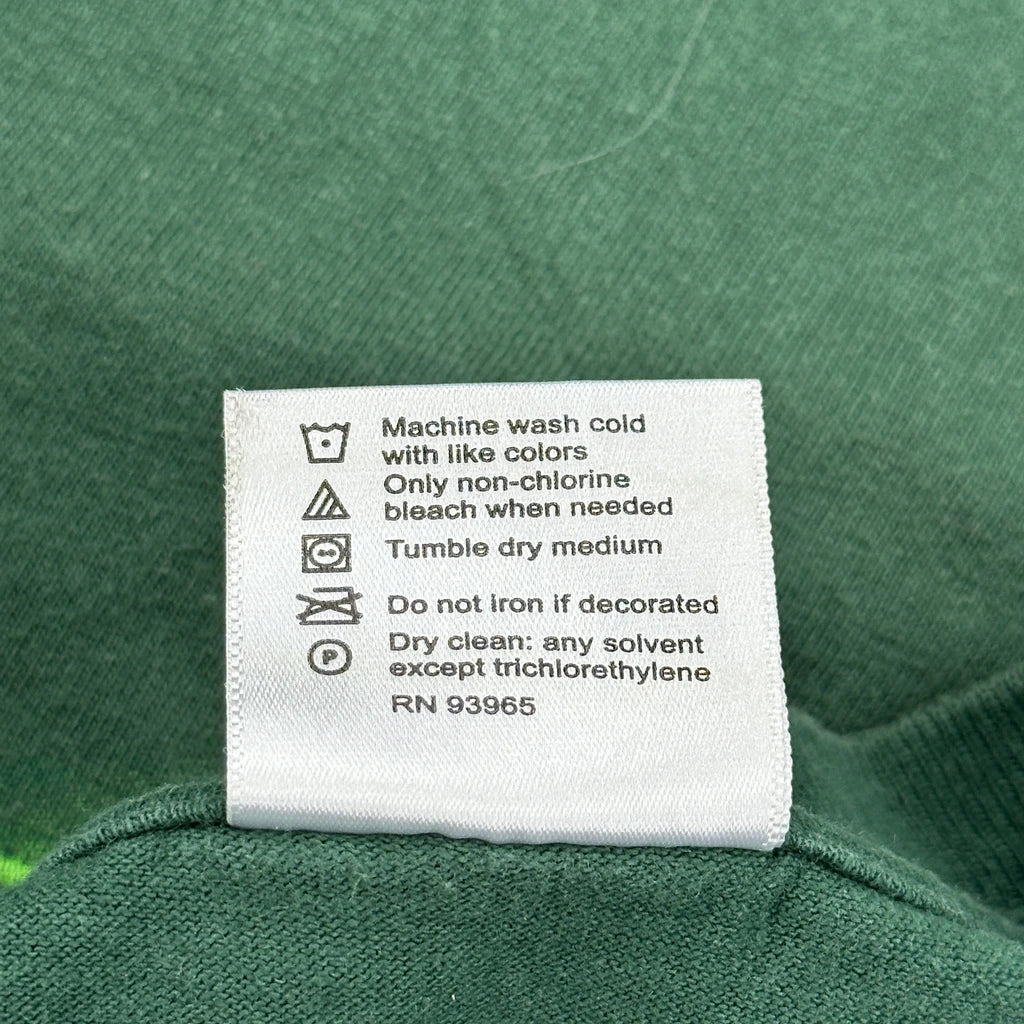 Machine wash cold
with like colors
Only non-chlorine
bleach when needed
Tumble dry medium
Do not iron if decorated
P
Dry clean: any solvent
except trichlorethylene
RN 93965